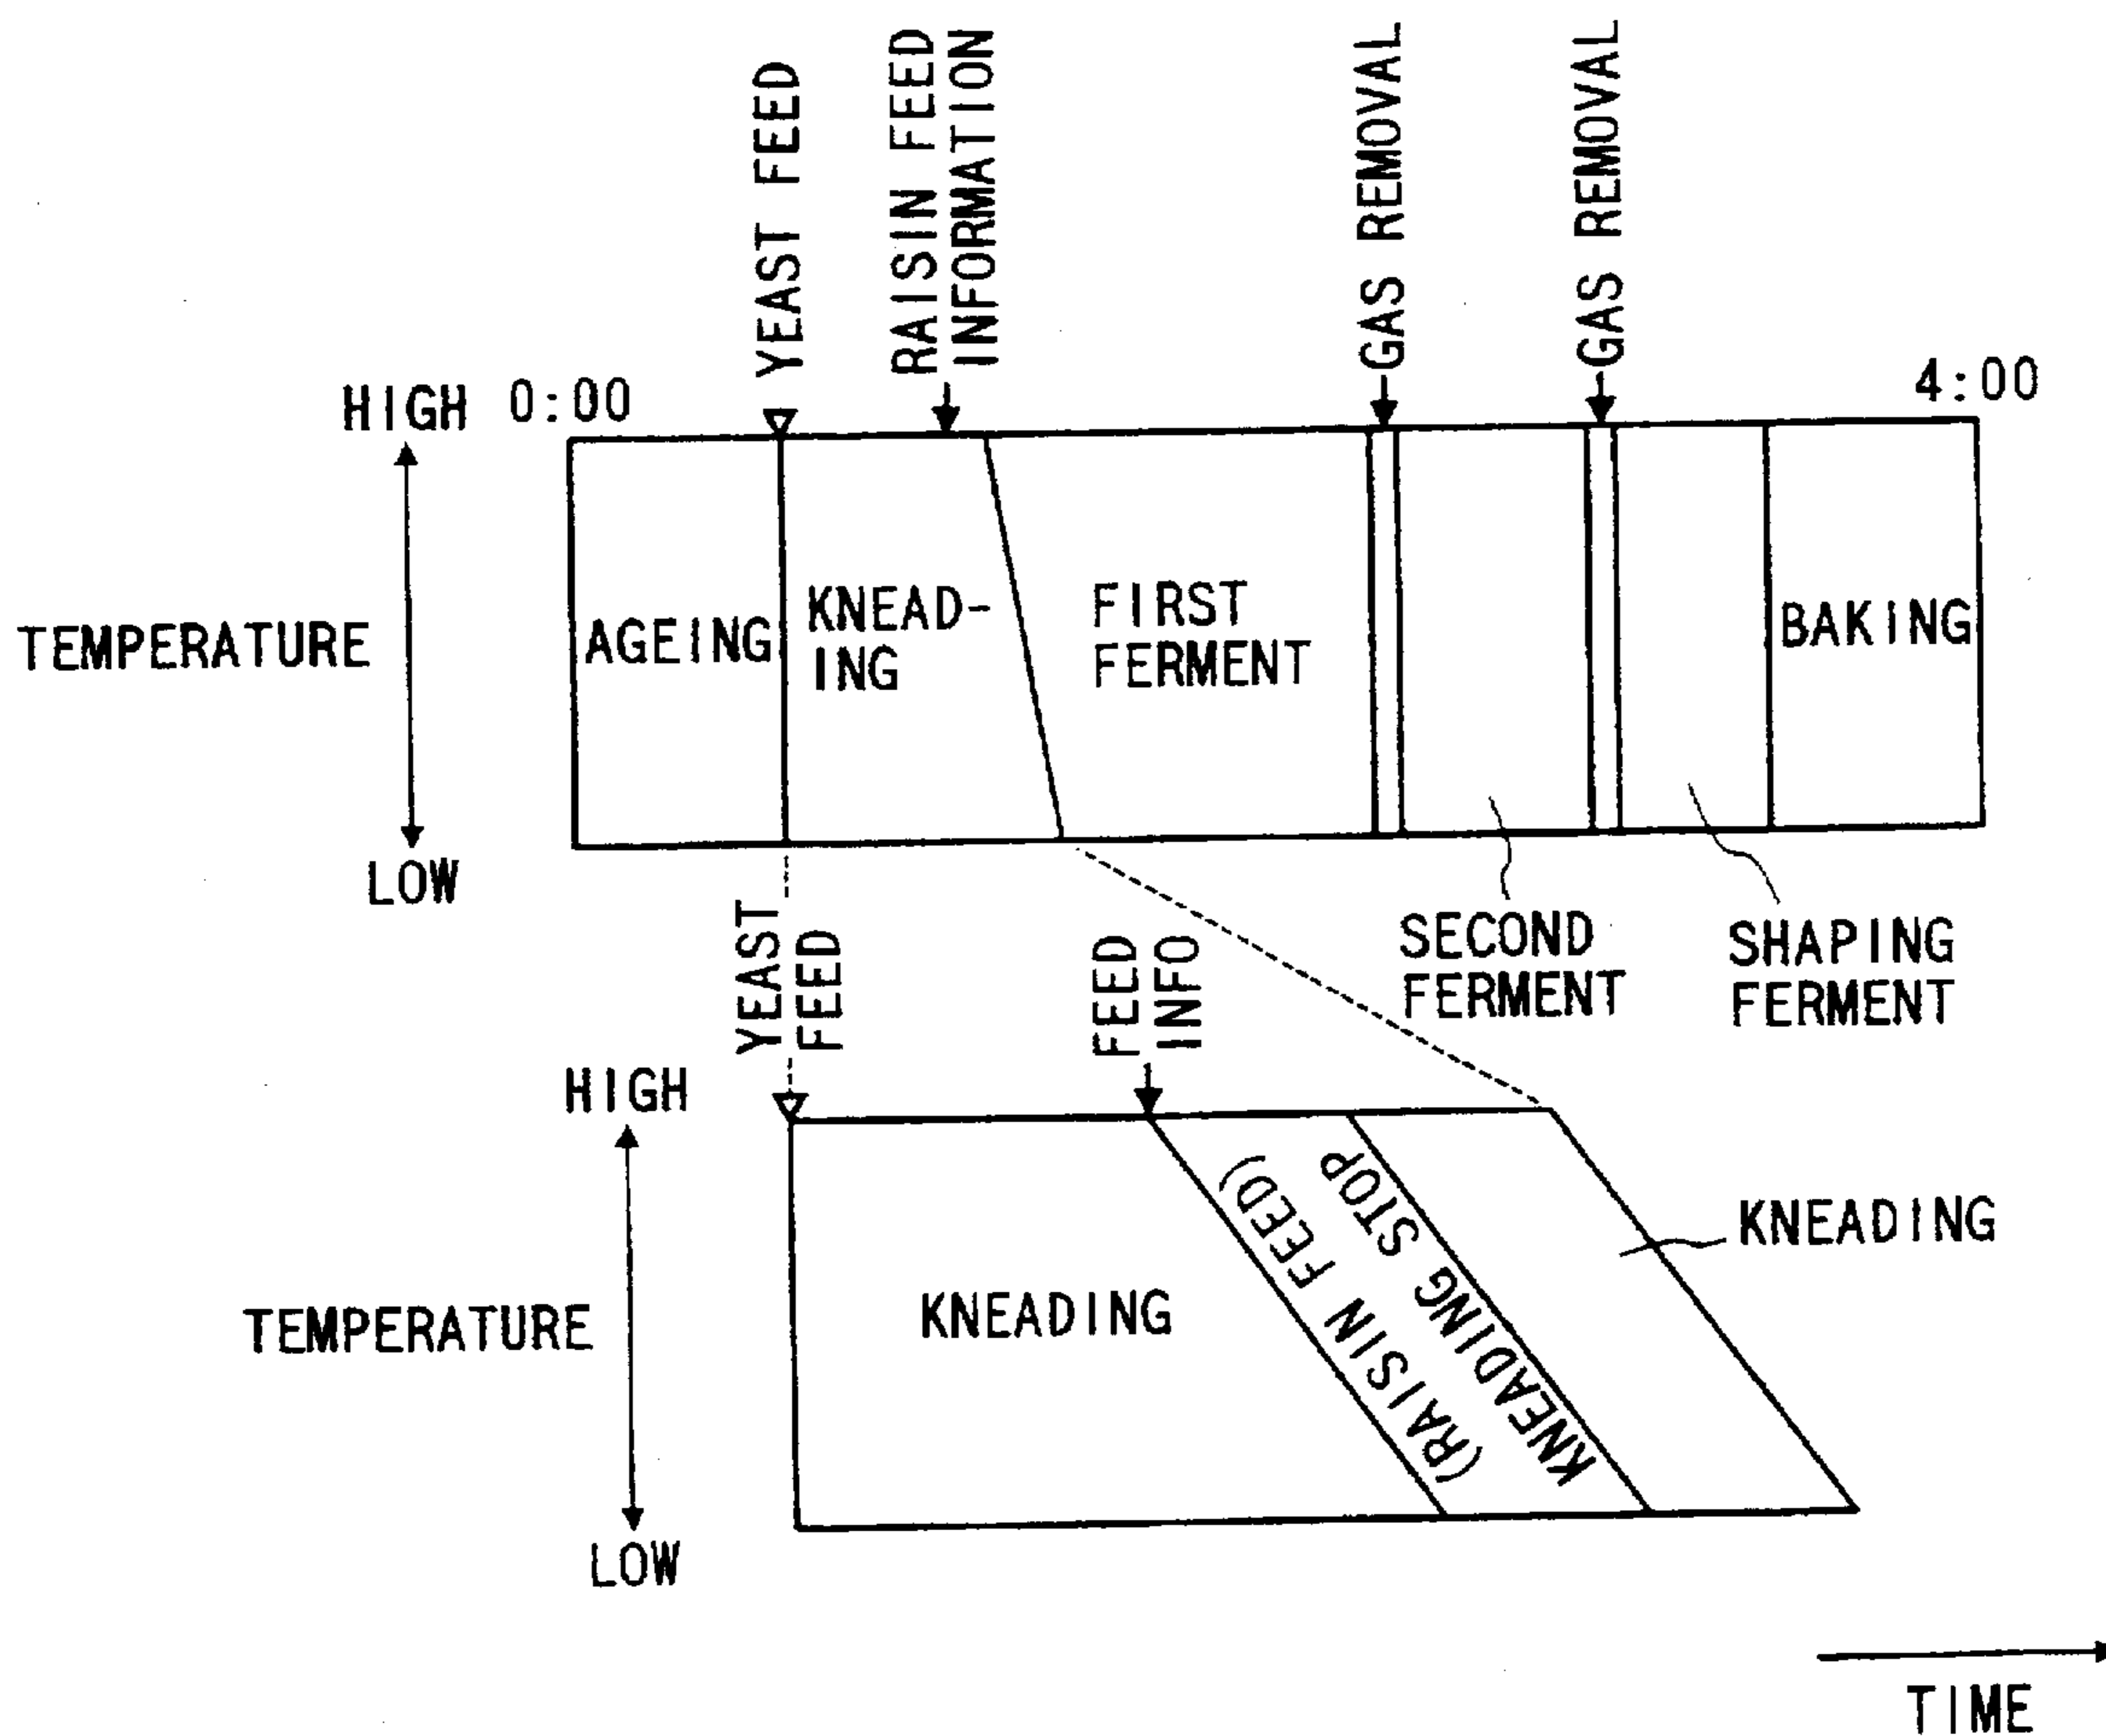 YEAST FEED
RAISIN FEED
INFORMATION
GAS REMOVAL
GAS REMOVAL
HIGH
0:00
4:00
TEMPERATURE
LOW
AGEING
KNEAD-
ING
FIRST
FERMENT
BAKING
SECOND
FERMENT
SHAPING
FERMENT
YEAST
FEED
FEED
INFO
HIGH
TEMPERATURE
LOW
KNEADING
(RAISIN FEED)
KNEADING STOP
KNEADING
TIME